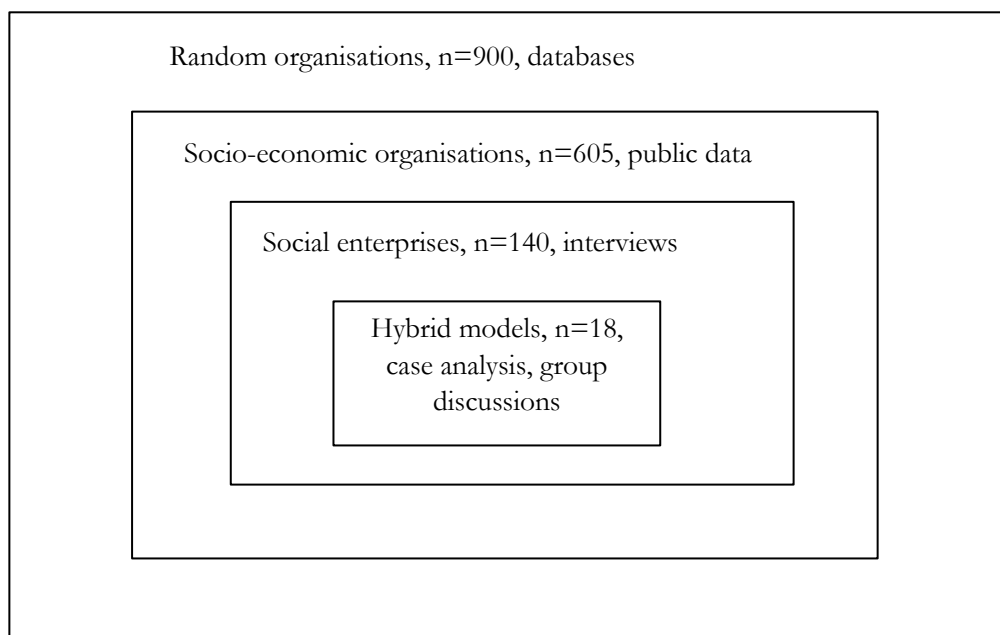 Random organisations, n=900, databases
Socio-economic organisations, n=605, public data
Social enterprises, n=140, interviews
Hybrid models, n=18,
case analysis, group
discussions